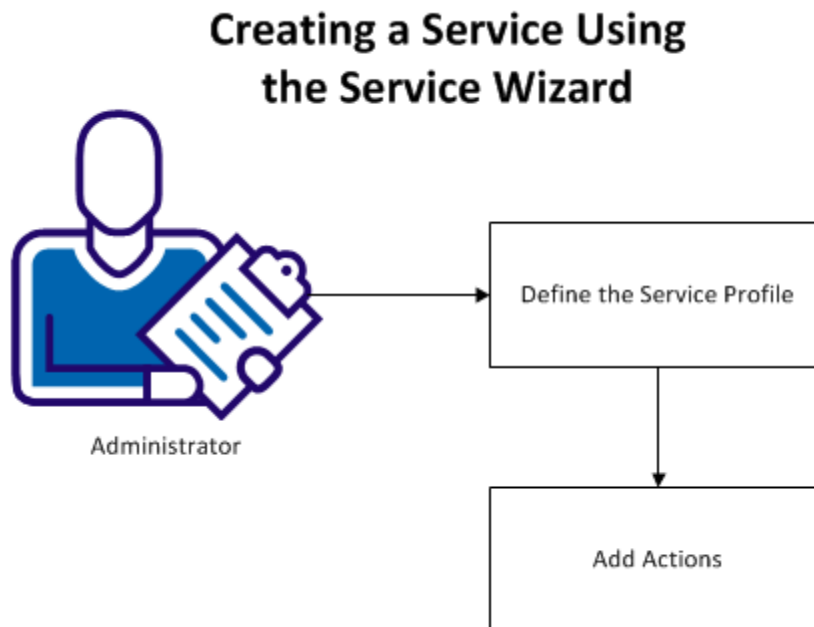 Creating a Service Using
the Service Wizard
Define the Service Profile
Administrator
Add Actions